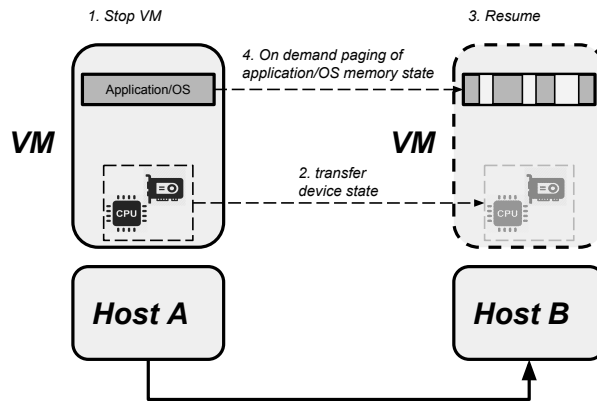 1. Stop VM
3. Resume
4. On demand paging of
application/OS memory state
Application/OS
VM
VM
2. transfer
device state
CPU
CPU
Host A
Host B